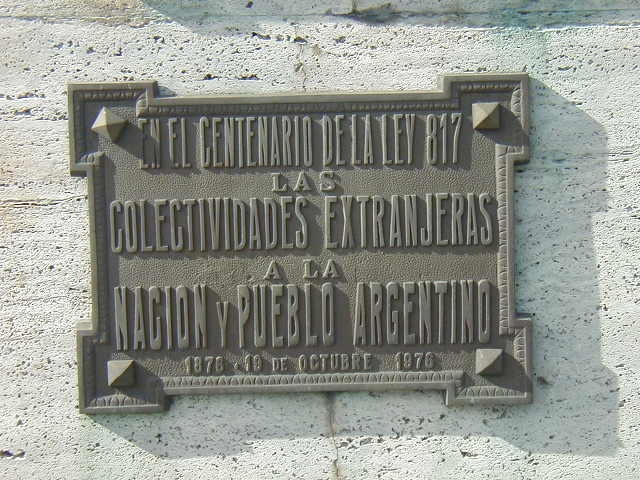 EN EL CENTENARIO DE LA LEY 817
LAS
COLECTIVIDADES EXTRANJERAS
A LA
NACION Y PUEBLO ARGENTINO
1876 - 19 DE OCTUBRE - 1976